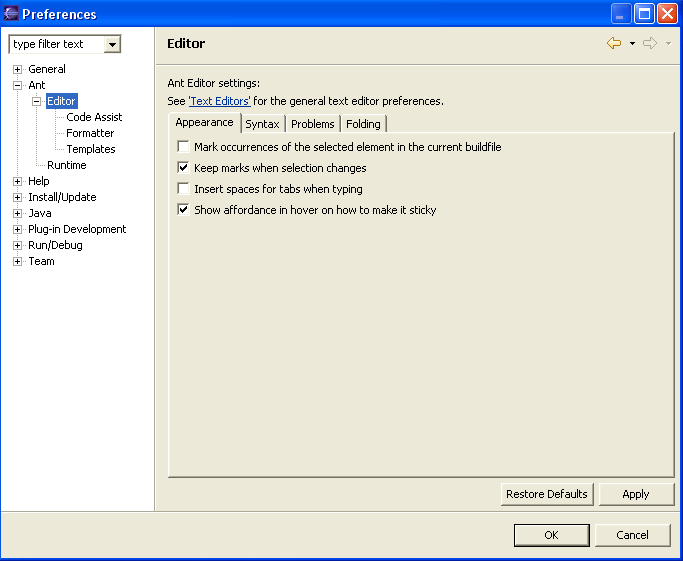 Preferences
type filter text
General
Ant
Editor
Code Assist
Formatter
Templates
Runtime
Help
Install/Update
Java
Plug-in Development
Run/Debug
Team
Editor
Ant Editor settings:
See 'Text Editors' for the general text editor preferences.
Appearance Syntax Problems Folding
Mark occurrences of the selected element in the current buildfile
Keep marks when selection changes
Insert spaces for tabs when typing
Show affordance in hover on how to make it sticky
Restore Defaults Apply
OK Cancel